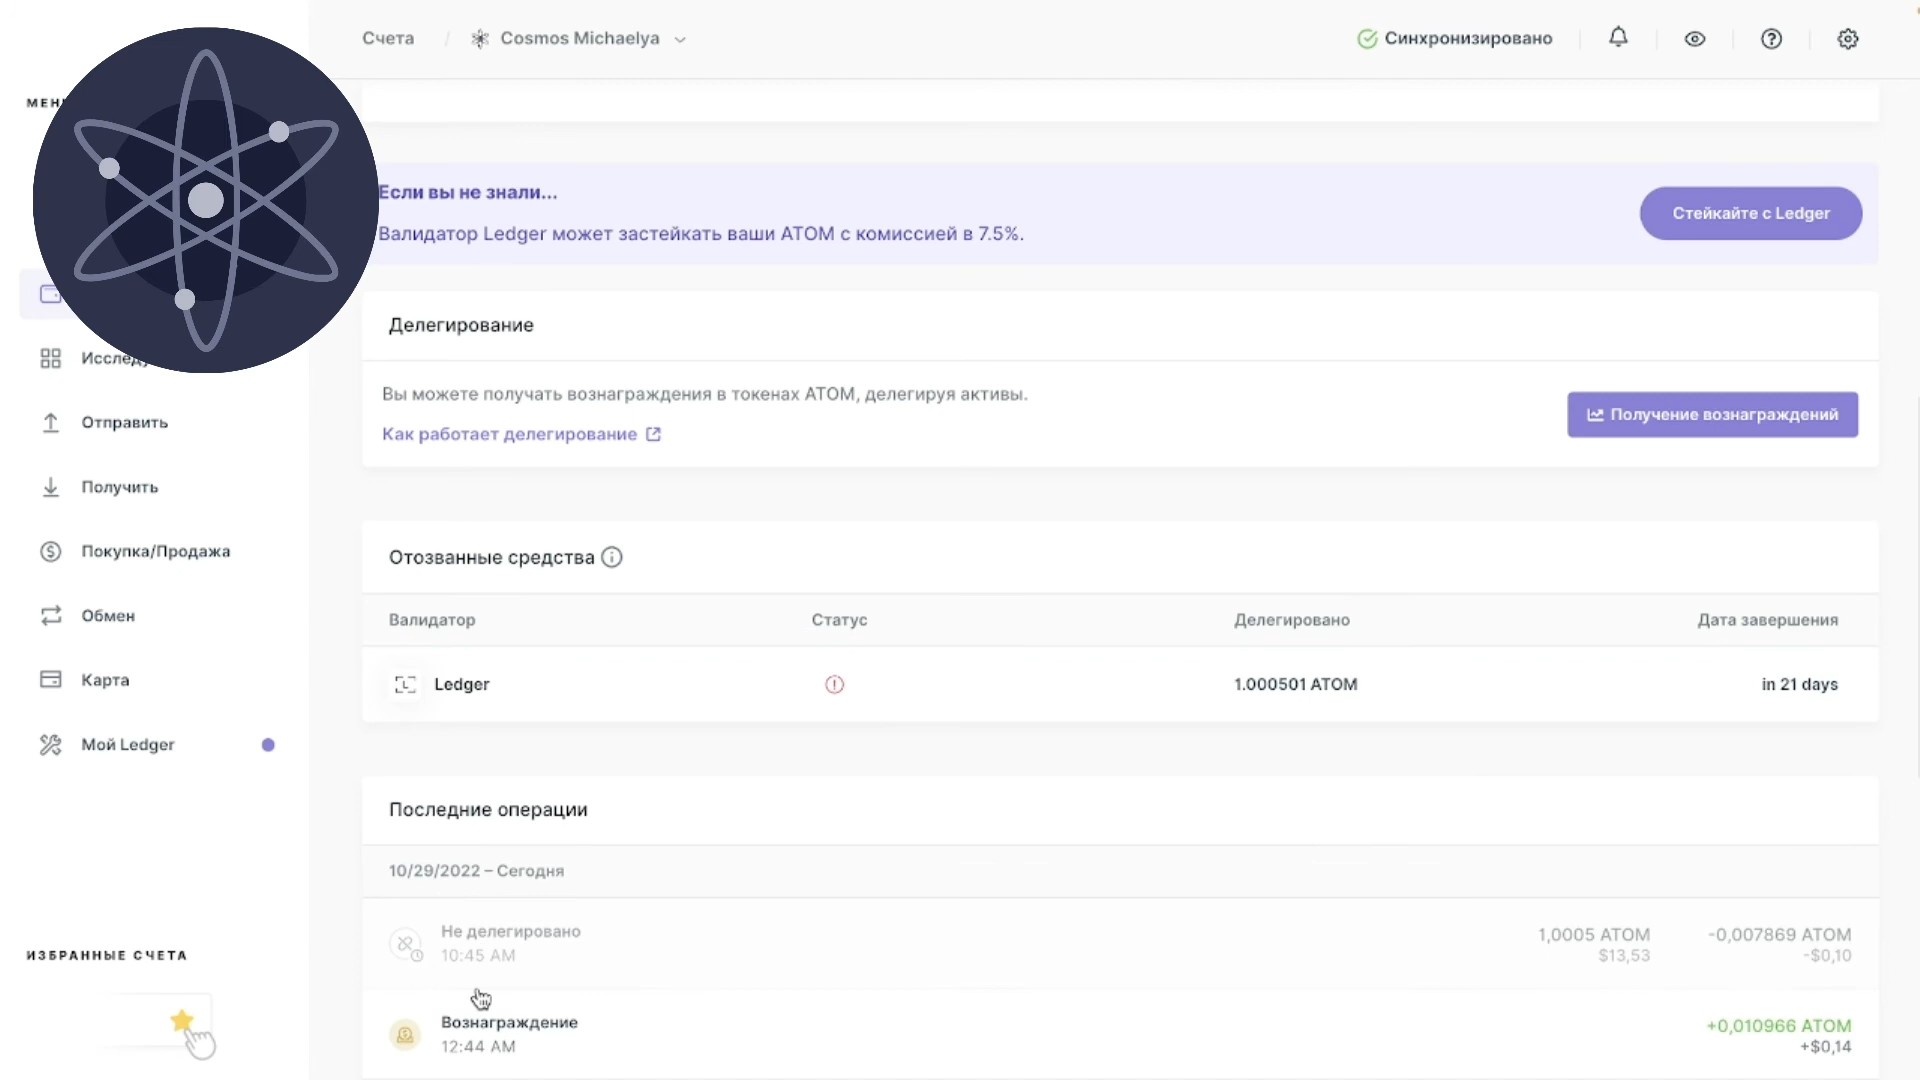 Счета / Cosmos Michaelya
Синхронизировано
Если вы не знали...
Валидатор Ledger может застейкать ваши ATOM с комиссией в 7.5%.
Стейкайте с Ledger
Отправить
Получить
Покупка/Продажа
Обмен
Карта
Мой Ledger
ИЗБРАННЫЕ СЧЕТА
Делегирование
Вы можете получать вознаграждения в токенах ATOM, делегируя активы.
Как работает делегирование
Получение вознаграждений
Отозванные средства
Валидатор Статус Делегировано Дата завершения
Ledger 1.000501 ATOM in 21 days
Последние операции
10/29/2022 – Сегодня
Не делегировано 1,0005 ATOM -0,007869 ATOM
10:45 AM $13,53 -$0,10
Вознаграждение +0,010966 ATOM
12:44 AM +$0,14